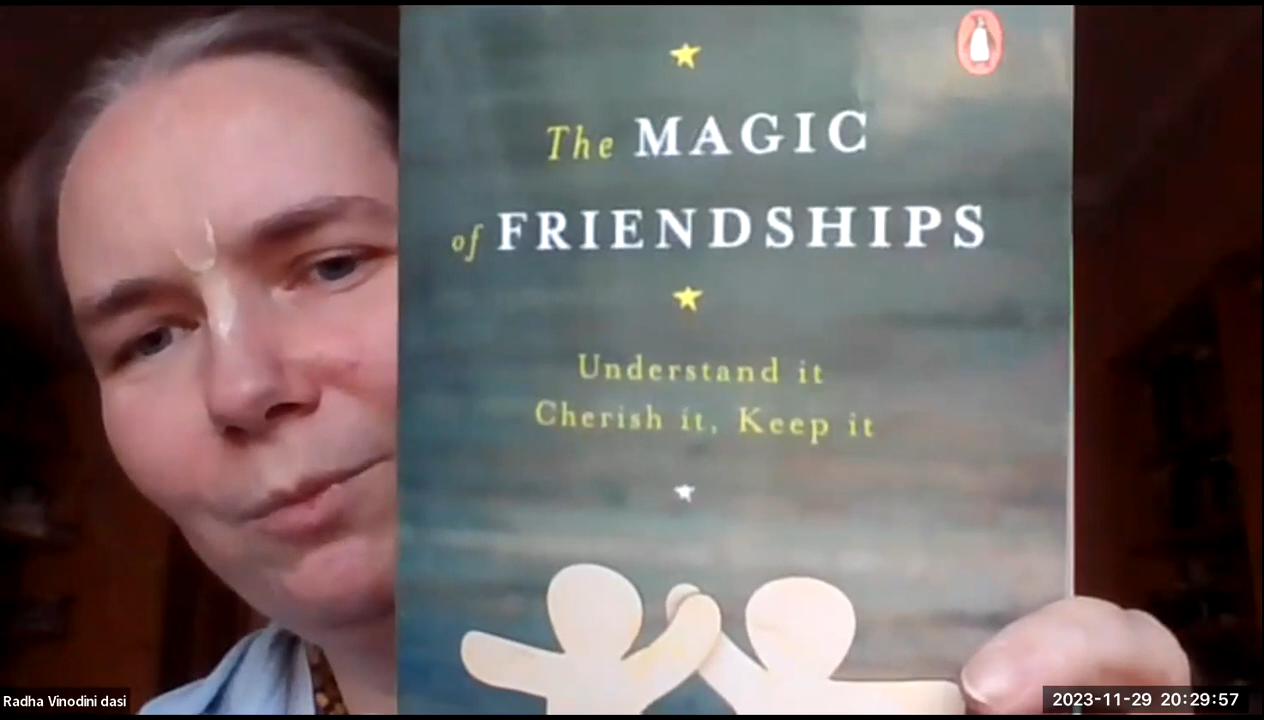 The MAGIC
of FRIENDSHIPS
Understand it
Cherish it, Keep it
Radha Vinodini dasi
2023-11-29 20:29:57